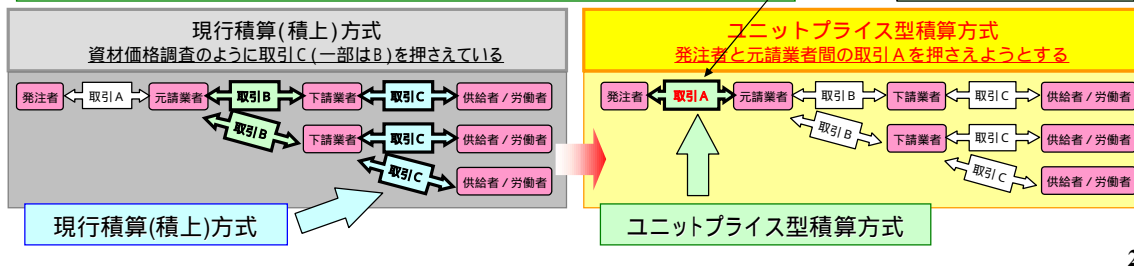 現行積算(積上)方式
資材価格調査のように取引C(一部はB)を押さえている
発注者 取引A 元請業者 取引B 下請業者 取引C 供給者/労働者
取引B 下請業者 取引C 供給者/労働者
取引C 供給者/労働者
現行積算(積上)方式
ユニットプライス型積算方式
発注者と元請業者間の取引Aを押さえようとする
発注者 取引A 元請業者 取引B 下請業者 取引C 供給者/労働者
取引B 下請業者 取引C 供給者/労働者
取引C 供給者/労働者
ユニットプライス型積算方式
2